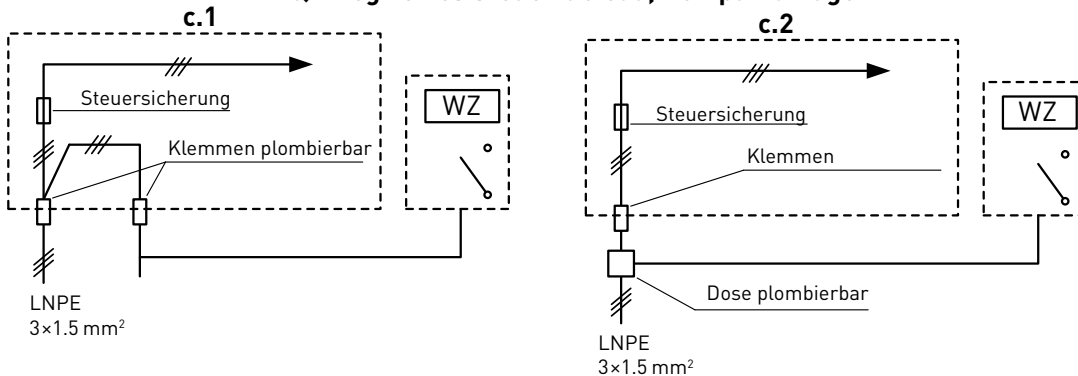 c.1
Steuersicherung
Klemmen plombierbar
WZ
LNPE
3×1.5 mm²
c.2
Steuersicherung
Klemmen
WZ
Dose plombierbar
LNPE
3×1.5 mm²